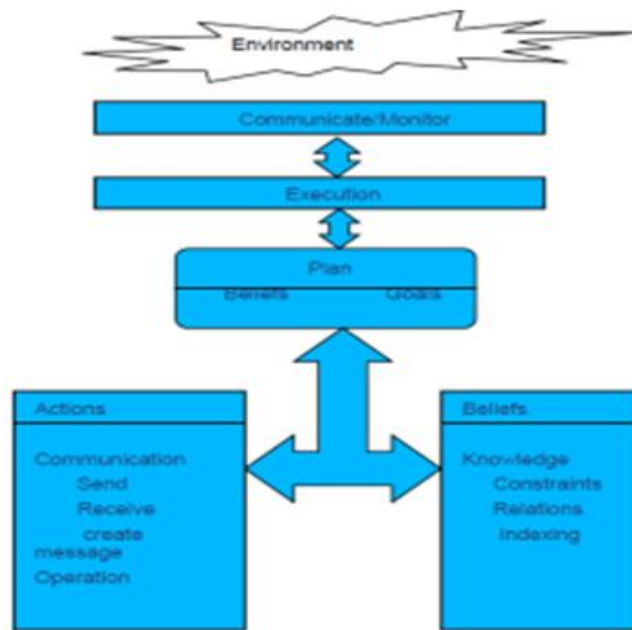 Environment
Communicate/Monitor
Execution
Plan
Beliefs Goals
Actions
Communication
Send
Receive
create
message
Operation
Beliefs
Knowledge
Constraints
Relations
Indexing